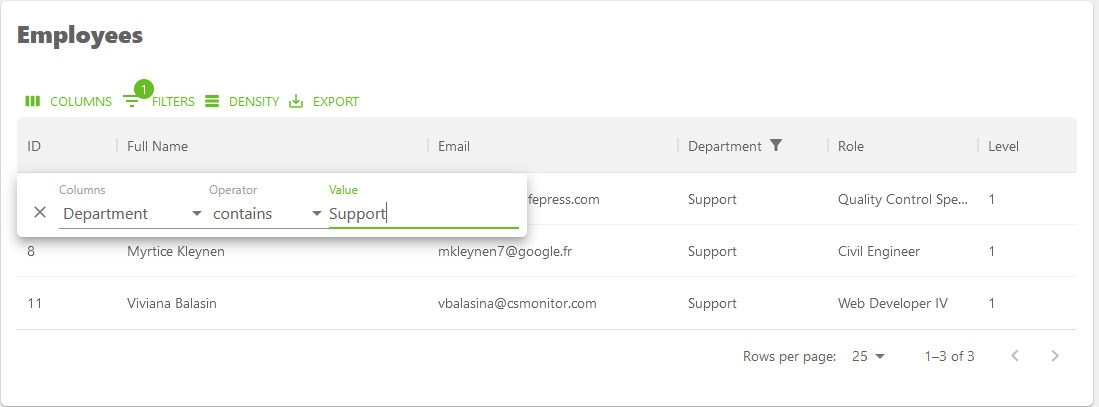 Employees
1
COLUMNS FILTERS DENSITY EXPORT
ID Full Name Email Department Role Level
Columns Operator Value
Department contains Support
fepress.com Support Quality Control Spe... 1
8 Myrtice Kleynen mkleynen7@google.fr Support Civil Engineer 1
11 Viviana Balasin vbalasina@csmonitor.com Support Web Developer IV 1
Rows per page: 25 1–3 of 3